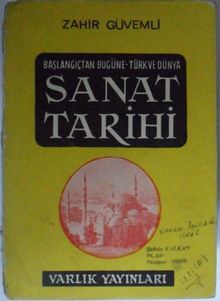 ZAHİR GÜVEMLİ
BAŞLANGIÇTAN BUGÜNE-TÜRK VE DÜNYA
SANAT
TARİHİ
VARLIK YAYINLARI